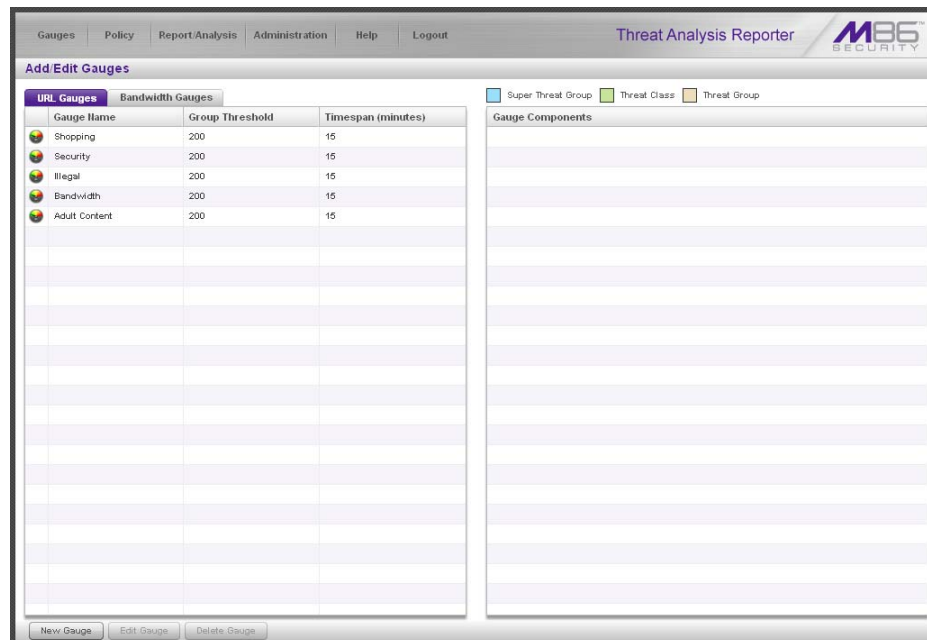 Gauges Policy Report/Analysis Administration Help Logout
Threat Analysis Reporter
M86
SECURITY
Add/Edit Gauges
URL Gauges Bandwidth Gauges
Super Threat Group Threat Class Threat Group
Gauge Name Group Threshold Timespan (minutes)
Shopping 200 15
Security 200 15
Illegal 200 15
Bandwidth 200 15
Adult Content 200 15
Gauge Components
New Gauge Edit Gauge Delete Gauge